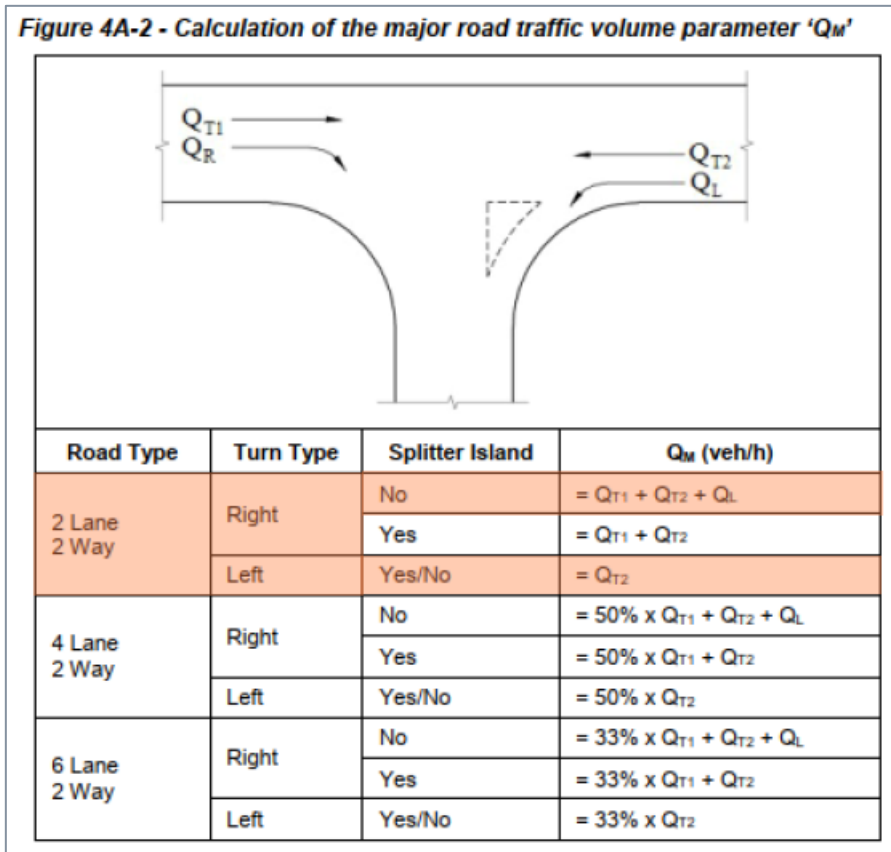 Figure 4A-2 - Calculation of the major road traffic volume parameter ‘QM’
QT1
QR
QT2
QL
Road Type Turn Type Splitter Island QM (veh/h)
2 Lane
2 Way
Right
No = QT1 + QT2 + QL
Yes = QT1 + QT2
Left Yes/No = QT2
4 Lane
2 Way
Right
No = 50% x QT1 + QT2 + QL
Yes = 50% x QT1 + QT2
Left Yes/No = 50% x QT2
6 Lane
2 Way
Right
No = 33% x QT1 + QT2 + QL
Yes = 33% x QT1 + QT2
Left Yes/No = 33% x QT2